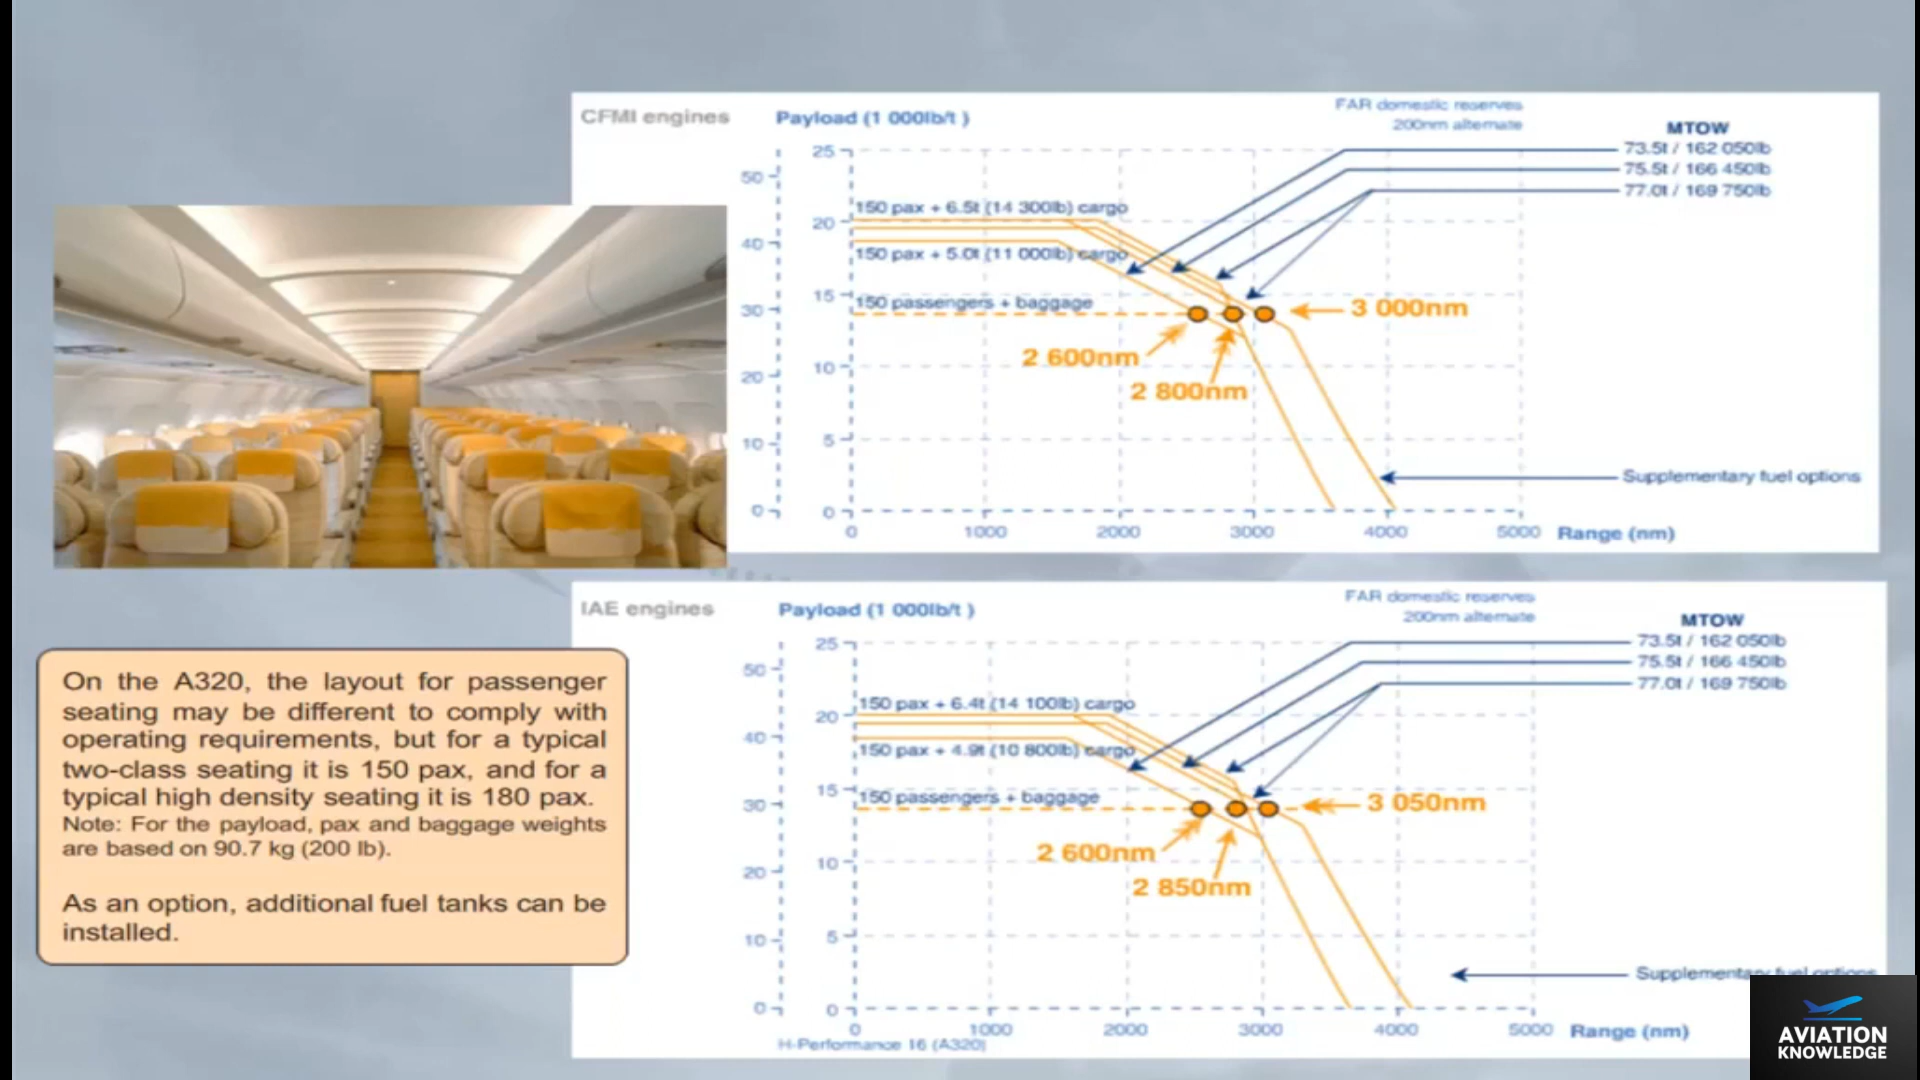 CFMI engines
Payload (1 000lb/t )
FAR domestic reserves
200nm alternate
MTOW
73.5t / 162 050lb
75.5t / 166 450lb
77.0t / 169 750lb
50
40
30
20
10
0
25
20
15
10
5
0
150 pax + 6.5t (14 300lb) cargo
150 pax + 5.0t (11 000lb) cargo
150 passengers + baggage
3 000nm
2 600nm
2 800nm
Supplementary fuel options
0 1000 2000 3000 4000 5000 Range (nm)
IAE engines
Payload (1 000lb/t )
FAR domestic reserves
200nm alternate
MTOW
73.5t / 162 050lb
75.5t / 166 450lb
77.0t / 169 750lb
50
40
30
20
10
0
25
20
15
10
5
0
150 pax + 6.4t (14 100lb) cargo
150 pax + 4.9t (10 800lb) cargo
150 passengers + baggage
3 050nm
2 600nm
2 850nm
Supplementary fuel options
0 1000 2000 3000 4000 5000 Range (nm)
H-Performance 16 (A320)
On the A320, the layout for passenger
seating may be different to comply with
operating requirements, but for a typical
two-class seating it is 150 pax, and for a
typical high density seating it is 180 pax.
Note: For the payload, pax and baggage weights
are based on 90.7 kg (200 lb).
As an option, additional fuel tanks can be
installed.
AVIATION
KNOWLEDGE